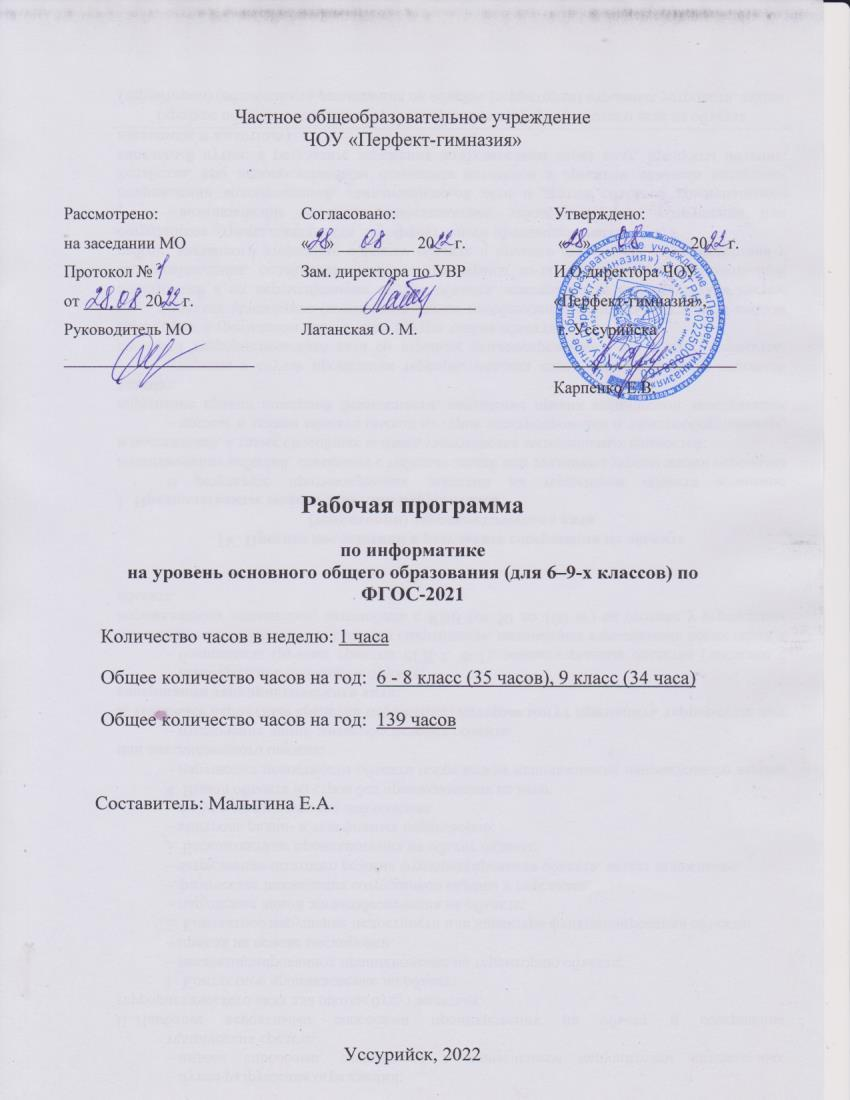 Частное общеобразовательное учреждение
ЧОУ «Перфект-гимназия»
Рассмотрено:
на заседании МО
Протокол № 1
от 28.08 2022 г.
Руководитель МО
Согласовано:
«28» 08 2022 г.
Зам. директора по УВР
Латанская О. М.
Утверждено:
«28» 08 2022 г.
И.О директора ЧОУ
«Перфект-гимназия»,
г. Уссурийска
Карпенко Е.В.
Рабочая программа
по информатике
на уровень основного общего образования (для 6–9-х классов) по
ФГОС-2021
Количество часов в неделю: 1 часа
Общее количество часов на год: 6 - 8 класс (35 часов), 9 класс (34 часа)
Общее количество часов на год: 139 часов
Составитель: Малыгина Е.А.
Уссурийск, 2022